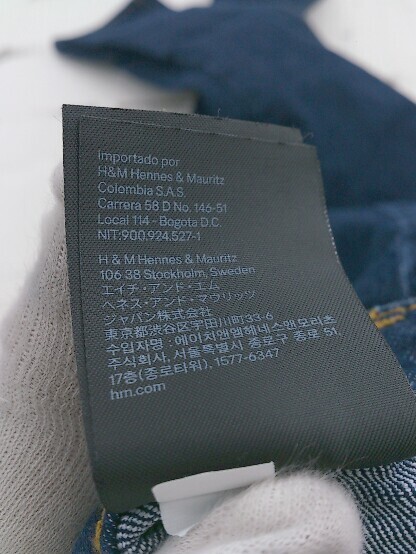 importado por
H&M Hennes & Mauritz
Colombia S.A.S.
Carrera 58 D No. 146-51
Local 114 - Bogota D.C.
NIT:900.924.527-1
H & M Hennes & Mauritz
106 38 Stockholm, Sweden
エイチ・アンド・エム
ヘネス・アンド・マウリッツ
ジャパン株式会社
東京都渋谷区宇田川町33-6
수입자명 : 에이치앤엠헤네스앤모리츠
주식회사, 서울특별시 종로구 종로 51,
17층(종로타워), 1577-6347
hm.com